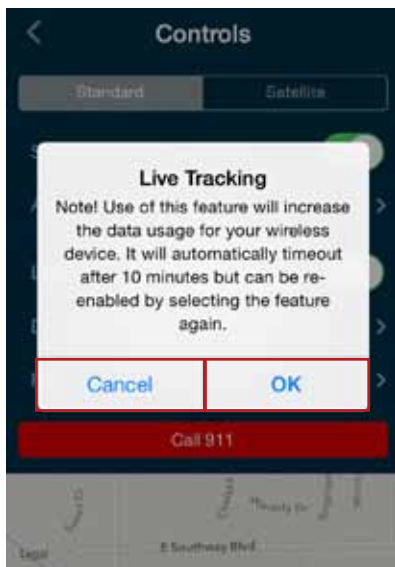 Controls
Standard Satellite
S
Live Tracking
Note! Use of this feature will increase
the data usage for your wireless
device. It will automatically timeout
after 10 minutes but can be re-
enabled by selecting the feature
again.
Cancel OK
Call 911
E Southway Blvd
Legal